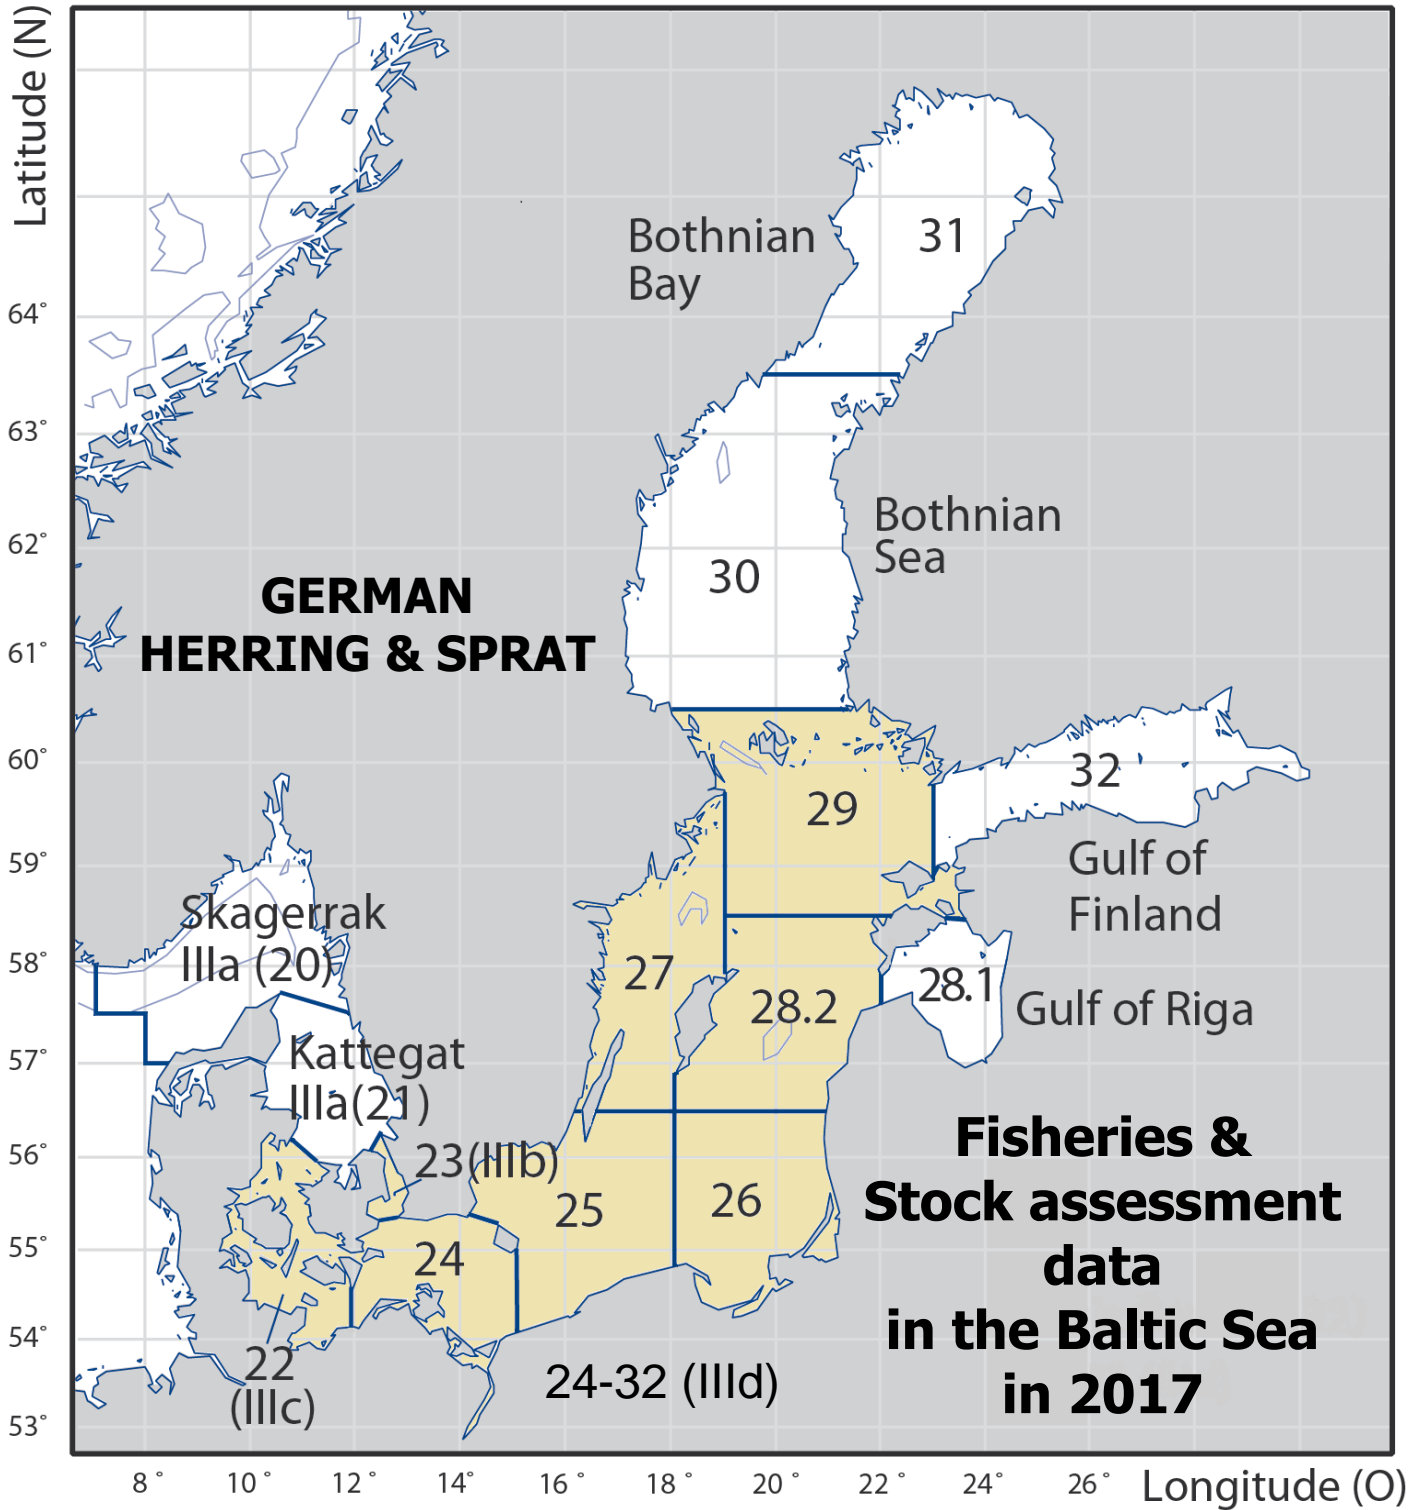 Latitude (N)
Bothnian
Bay
31
64°
63°
Bothnian
Sea
62°
30
GERMAN
HERRING & SPRAT
61°
60°
32
29
59°
Gulf of
Finland
Skagerrak
IIIa (20)
58°
27
28.2
28.1
Gulf of Riga
57°
Kattegat
IIIa(21)
56°
23(IIIb)
25
26
Fisheries &
Stock assessment
data
in the Baltic Sea
in 2017
55°
24
54°
22
(IIIc)
24-32 (IIId)
53°
8° 10° 12° 14° 16° 18° 20° 22° 24° 26° Longitude (O)